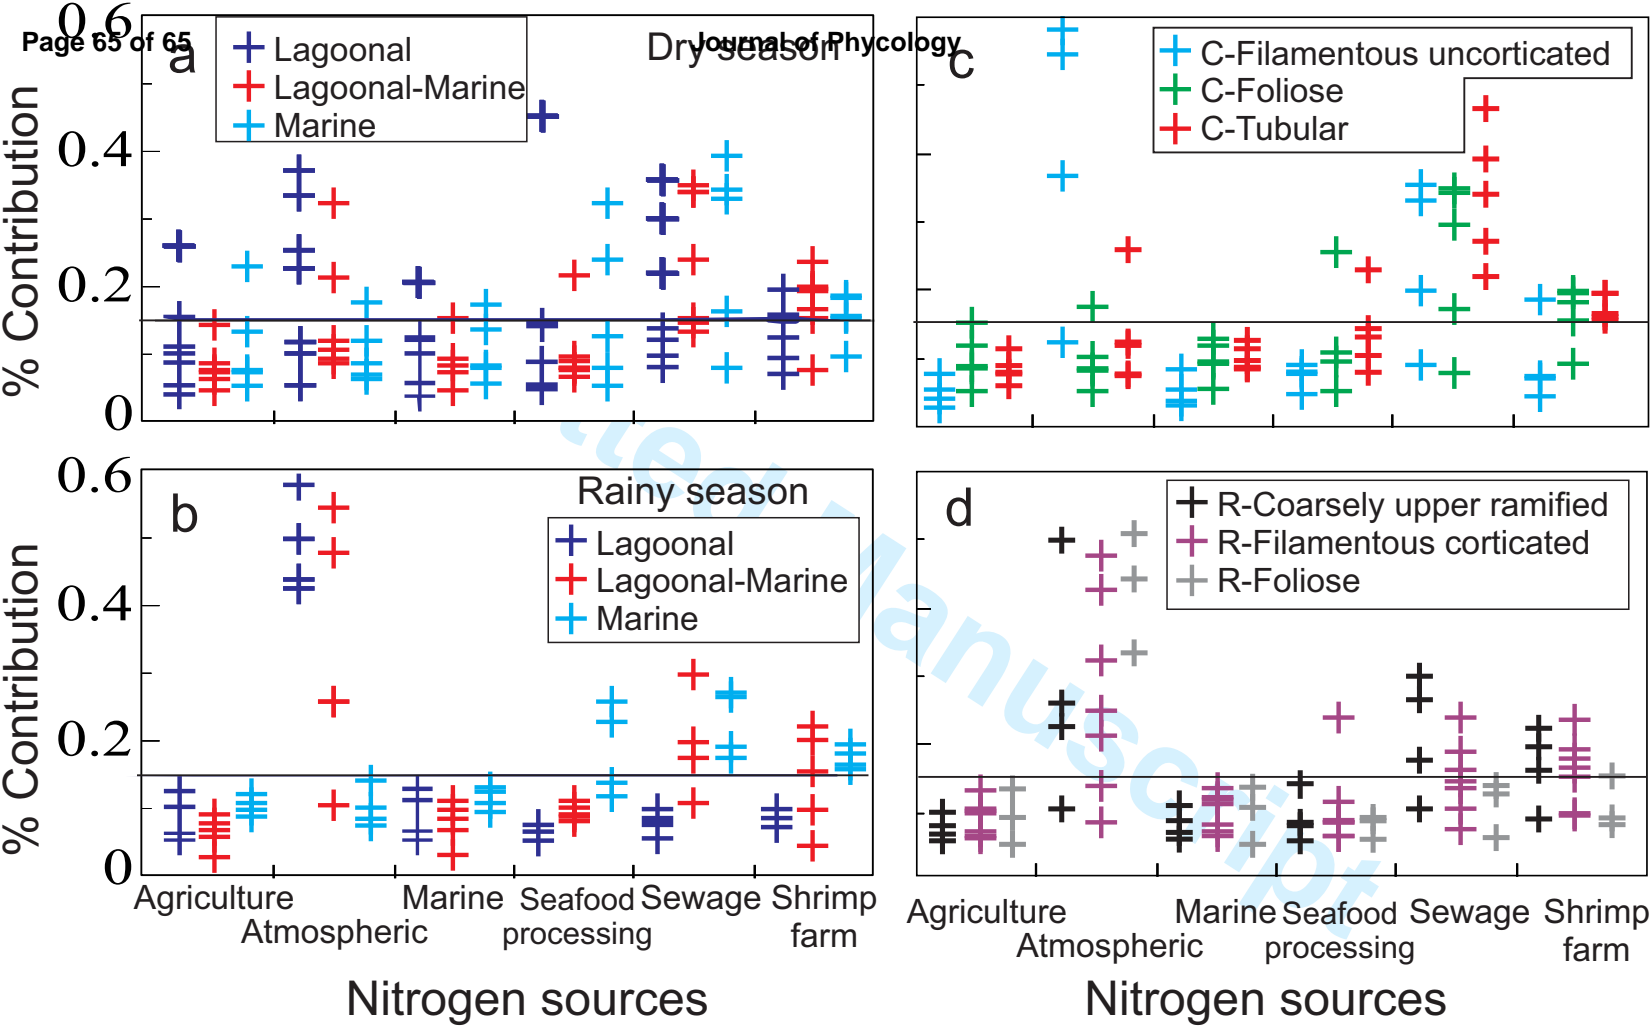 Page 65 of 65
Journal of Phycology
a
Dry season
Lagoonal
Lagoonal-Marine
Marine
% Contribution
0.6
0.4
0.2
0
c
C-Filamentous uncorticated
C-Foliose
C-Tubular
b
Rainy season
Lagoonal
Lagoonal-Marine
Marine
% Contribution
0.6
0.4
0.2
0
Agriculture
Atmospheric
Marine
Seafood
processing
Sewage
Shrimp
farm
Nitrogen sources
d
R-Coarsely upper ramified
R-Filamentous corticated
R-Foliose
Agriculture
Atmospheric
Marine
Seafood
processing
Sewage
Shrimp
farm
Nitrogen sources
tted Manuscript